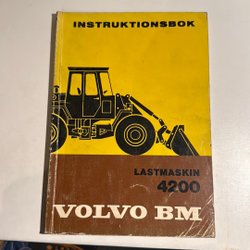 INSTRUKTIONSBOK
LASTMASKIN
4200
VOLVO BM